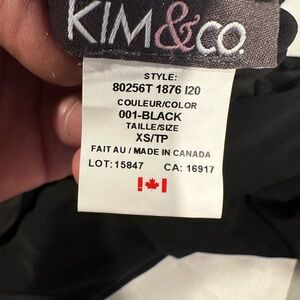 KIM&CO.
STYLE:
80256T 1876 I20
COULEUR/COLOR
001-BLACK
TAILLE/SIZE
XS/TP
FAIT AU / MADE IN CANADA
LOT: 15847 CA: 16917